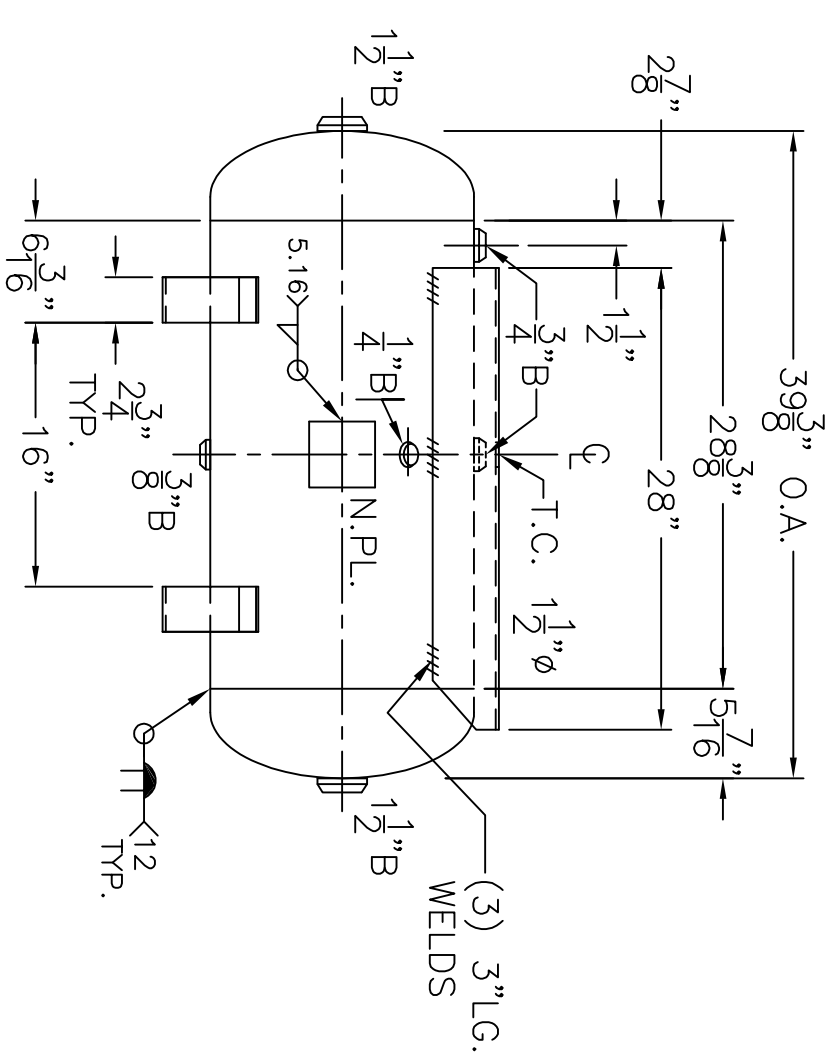 39 3/8" O.A.
28 3/8"
5 7/16"
2 7/8"
28"
1 1/2"
3/4"B
C
L
T.C. 1 1/2"ø
1 1/2"B
1/4"B
5.16
N.PL.
1 1/2"B
(3) 3"LG.
WELDS
3/8"B
2 3/4"
TYP.
6 3/16"
16"
12
TYP.